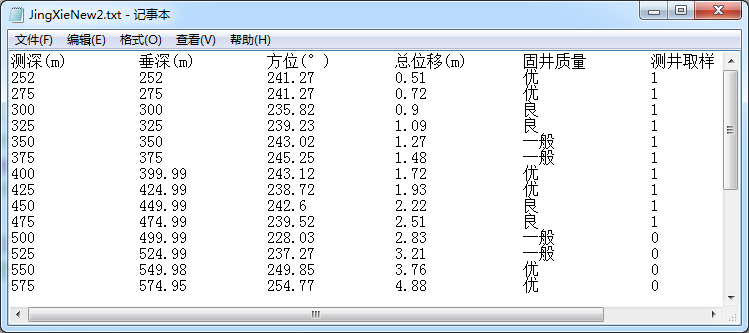 JingXieNew2.txt - 记事本
文件(F) 编辑(E) 格式(O) 查看(V) 帮助(H)
测深(m) 垂深(m) 方位(°) 总位移(m) 固井质量 测井取样
252 252 241.27 0.51 优 1
275 275 241.27 0.72 优 1
300 300 235.82 0.9 良 1
325 325 239.23 1.09 良 1
350 350 243.02 1.27 一般 1
375 375 245.25 1.48 一般 1
400 399.99 243.12 1.72 优 1
425 424.99 238.72 1.93 优 1
450 449.99 242.6 2.22 良 1
475 474.99 239.52 2.51 良 1
500 499.99 228.03 2.83 一般 0
525 524.99 237.27 3.21 一般 0
550 549.98 249.85 3.76 优 0
575 574.95 254.77 4.88 优 0